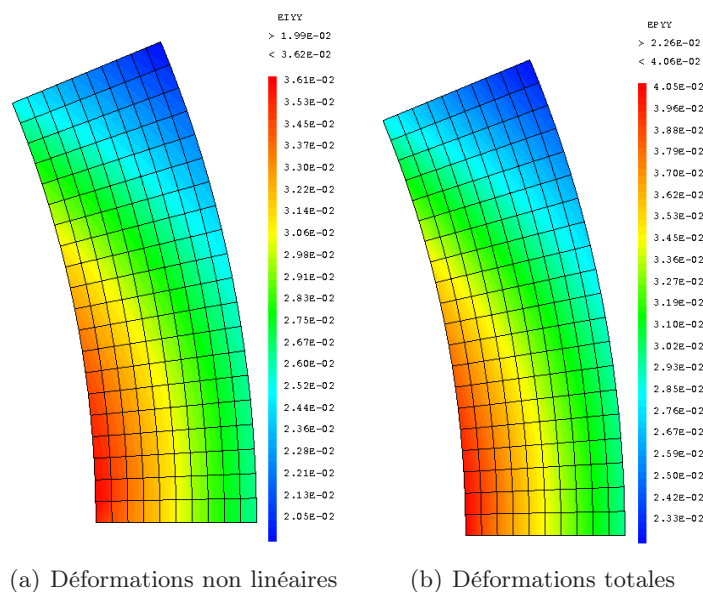 EIYY
> 1.99E-02
< 3.62E-02
3.61E-02
3.53E-02
3.45E-02
3.37E-02
3.30E-02
3.22E-02
3.14E-02
3.06E-02
2.98E-02
2.91E-02
2.83E-02
2.75E-02
2.67E-02
2.60E-02
2.52E-02
2.44E-02
2.36E-02
2.28E-02
2.21E-02
2.13E-02
2.05E-02
EPYY
> 2.26E-02
< 4.06E-02
4.05E-02
3.96E-02
3.88E-02
3.79E-02
3.70E-02
3.62E-02
3.53E-02
3.45E-02
3.36E-02
3.27E-02
3.19E-02
3.10E-02
3.02E-02
2.93E-02
2.85E-02
2.76E-02
2.67E-02
2.59E-02
2.50E-02
2.42E-02
2.33E-02
(a) Déformations non linéaires
(b) Déformations totales